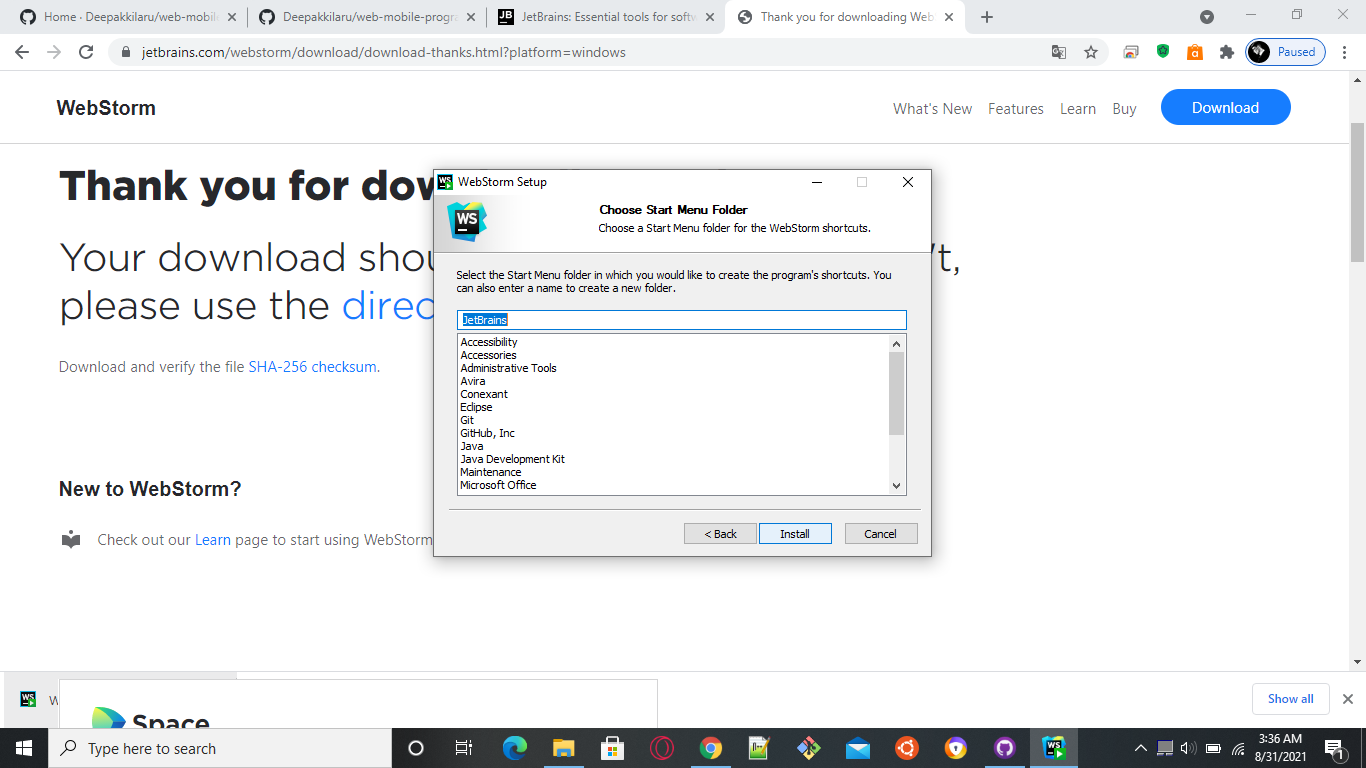 Home · Deepakkilaru/web-mobile
Deepakkilaru/web-mobile-progra
JetBrains: Essential tools for softw
Thank you for downloading Web
jetbrains.com/webstorm/download/download-thanks.html?platform=windows
Paused
WebStorm
What's New Features Learn Buy Download
Thank you for dow
Your download shou 't,
please use the direc
Download and verify the file SHA-256 checksum.
New to WebStorm?
Check out our Learn page to start using WebStorm
WebStorm Setup
WS
Choose Start Menu Folder
Choose a Start Menu folder for the WebStorm shortcuts.
Select the Start Menu folder in which you would like to create the program's shortcuts. You
can also enter a name to create a new folder.
JetBrains
Accessibility
Accessories
Administrative Tools
Avira
Conexant
Eclipse
Git
GitHub, Inc
Java
Java Development Kit
Maintenance
Microsoft Office
< Back Install Cancel
WS W
Space
Show all
Type here to search
3:36 AM
8/31/2021
1